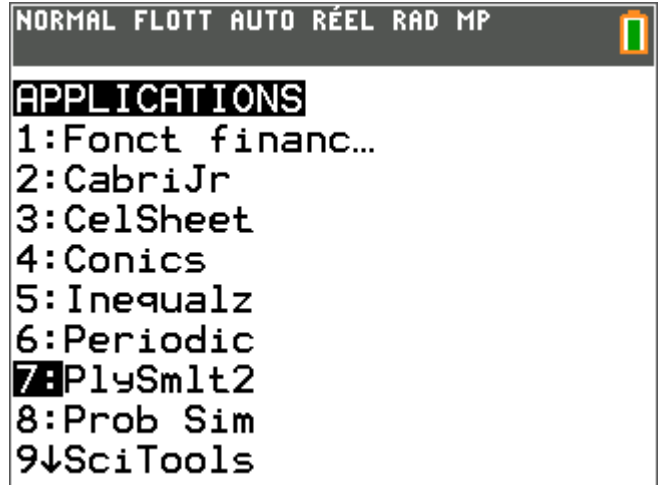 NORMAL FLOTT AUTO RÉEL RAD MP
APPLICATIONS
1:Fonct financ…
2:CabriJr
3:CelSheet
4:Conics
5:Inequalz
6:Periodic
7:PlySmlt2
8:Prob Sim
9↓SciTools